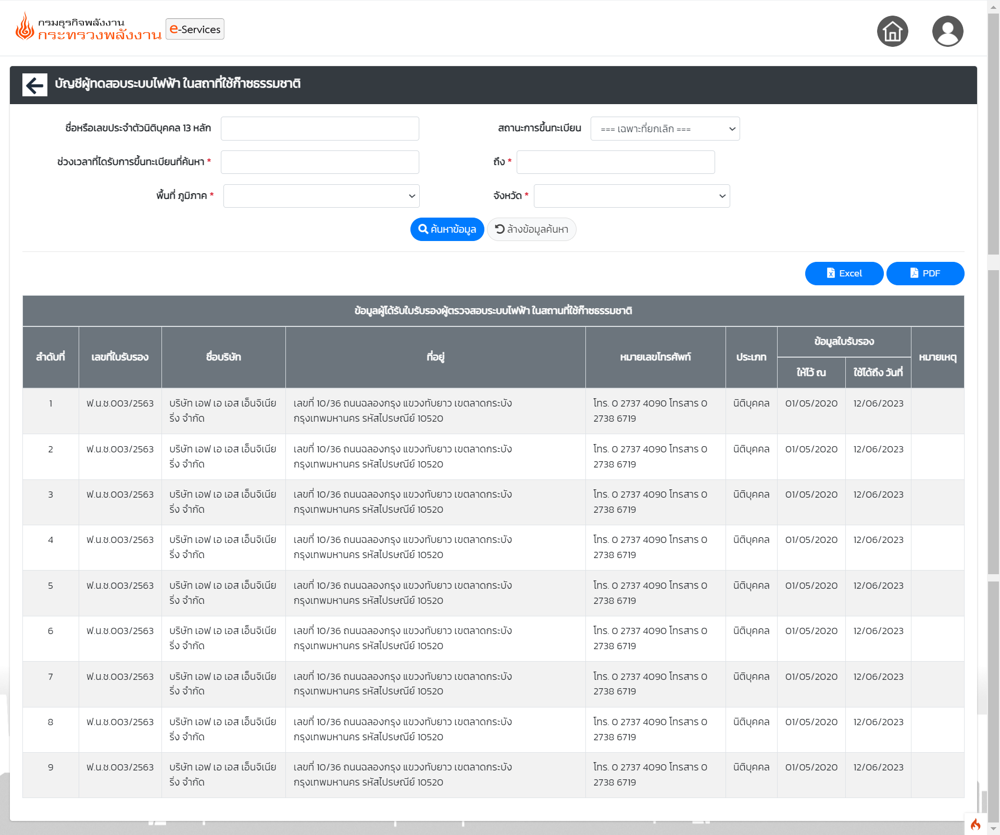 กรมธุรกิจพลังงาน
กระทรวงพลังงาน
e-Services
บัญชีผู้ทดสอบระบบไฟฟ้า ในสถาที่ใช้ก๊าซธรรมชาติ
ชื่อหรือเลขประจำตัวนิติบุคคล 13 หลัก
สถานะการขึ้นทะเบียน === เฉพาะที่ยกเลิก ===
ช่วงเวลาที่ได้รับการขึ้นทะเบียนที่ค้นหา * ถึง *
พื้นที่ ภูมิภาค * จังหวัด *
ค้นหาข้อมูล ล้างข้อมูลค้นหา
Excel PDF
ข้อมูลผู้ได้รับใบรับรองผู้ตรวจสอบระบบไฟฟ้า ในสถานที่ใช้ก๊าซธรรมชาติ
ลำดับที่ เลขที่ใบรับรอง ชื่อบริษัท ที่อยู่ หมายเลขโทรศัพท์ ประเภท ข้อมูลใบรับรอง หมายเหตุ
ให้ไว้ ณ ใช้ได้ถึง วันที่
1 ฟ.น.ช.003/2563 บริษัท เอฟ เอ เอส เอ็นจิเนีย เลขที่ 10/36 ถนนฉลองกรุง แขวงทับยาว เขตลาดกระบัง โทร. 0 2737 4090 โทรสาร 0 นิติบุคคล 01/05/2020 12/06/2023
ริ่ง จำกัด กรุงเทพมหานคร รหัสไปรษณีย์ 10520 2738 6719
2 ฟ.น.ช.003/2563 บริษัท เอฟ เอ เอส เอ็นจิเนีย เลขที่ 10/36 ถนนฉลองกรุง แขวงทับยาว เขตลาดกระบัง โทร. 0 2737 4090 โทรสาร 0 นิติบุคคล 01/05/2020 12/06/2023
ริ่ง จำกัด กรุงเทพมหานคร รหัสไปรษณีย์ 10520 2738 6719
3 ฟ.น.ช.003/2563 บริษัท เอฟ เอ เอส เอ็นจิเนีย เลขที่ 10/36 ถนนฉลองกรุง แขวงทับยาว เขตลาดกระบัง โทร. 0 2737 4090 โทรสาร 0 นิติบุคคล 01/05/2020 12/06/2023
ริ่ง จำกัด กรุงเทพมหานคร รหัสไปรษณีย์ 10520 2738 6719
4 ฟ.น.ช.003/2563 บริษัท เอฟ เอ เอส เอ็นจิเนีย เลขที่ 10/36 ถนนฉลองกรุง แขวงทับยาว เขตลาดกระบัง โทร. 0 2737 4090 โทรสาร 0 นิติบุคคล 01/05/2020 12/06/2023
ริ่ง จำกัด กรุงเทพมหานคร รหัสไปรษณีย์ 10520 2738 6719
5 ฟ.น.ช.003/2563 บริษัท เอฟ เอ เอส เอ็นจิเนีย เลขที่ 10/36 ถนนฉลองกรุง แขวงทับยาว เขตลาดกระบัง โทร. 0 2737 4090 โทรสาร 0 นิติบุคคล 01/05/2020 12/06/2023
ริ่ง จำกัด กรุงเทพมหานคร รหัสไปรษณีย์ 10520 2738 6719
6 ฟ.น.ช.003/2563 บริษัท เอฟ เอ เอส เอ็นจิเนีย เลขที่ 10/36 ถนนฉลองกรุง แขวงทับยาว เขตลาดกระบัง โทร. 0 2737 4090 โทรสาร 0 นิติบุคคล 01/05/2020 12/06/2023
ริ่ง จำกัด กรุงเทพมหานคร รหัสไปรษณีย์ 10520 2738 6719
7 ฟ.น.ช.003/2563 บริษัท เอฟ เอ เอส เอ็นจิเนีย เลขที่ 10/36 ถนนฉลองกรุง แขวงทับยาว เขตลาดกระบัง โทร. 0 2737 4090 โทรสาร 0 นิติบุคคล 01/05/2020 12/06/2023
ริ่ง จำกัด กรุงเทพมหานคร รหัสไปรษณีย์ 10520 2738 6719
8 ฟ.น.ช.003/2563 บริษัท เอฟ เอ เอส เอ็นจิเนีย เลขที่ 10/36 ถนนฉลองกรุง แขวงทับยาว เขตลาดกระบัง โทร. 0 2737 4090 โทรสาร 0 นิติบุคคล 01/05/2020 12/06/2023
ริ่ง จำกัด กรุงเทพมหานคร รหัสไปรษณีย์ 10520 2738 6719
9 ฟ.น.ช.003/2563 บริษัท เอฟ เอ เอส เอ็นจิเนีย เลขที่ 10/36 ถนนฉลองกรุง แขวงทับยาว เขตลาดกระบัง โทร. 0 2737 4090 โทรสาร 0 นิติบุคคล 01/05/2020 12/06/2023
ริ่ง จำกัด กรุงเทพมหานคร รหัสไปรษณีย์ 10520 2738 6719